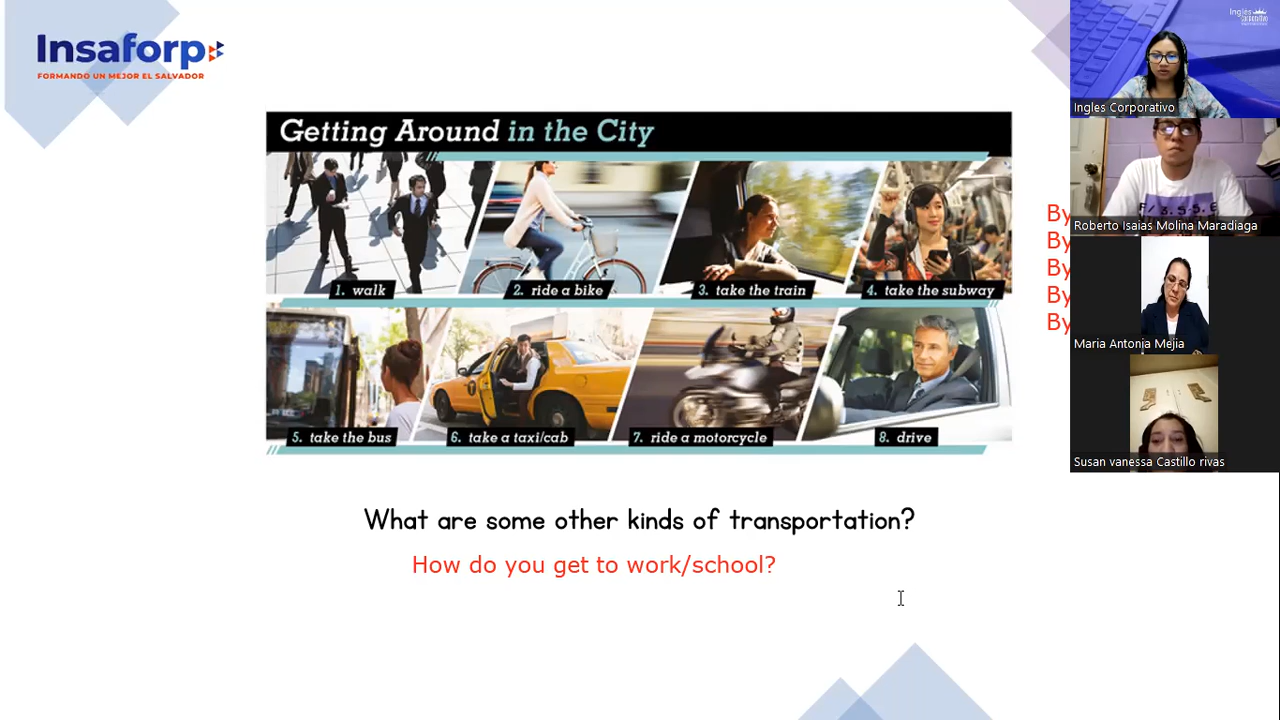 Insaforp
FORMANDO UN MEJOR EL SALVADOR
Getting Around in the City
1. walk
2. ride a bike
3. take the train
4. take the subway
5. take the bus
6. take a taxi/cab
7. ride a motorcycle
8. drive
What are some other kinds of transportation?
How do you get to work/school?
By
By
By
By
By
Ingles Corporativo
Roberto Isaias Molina Maradiaga
Maria Antonia Mejia
Susan vanessa Castillo rivas